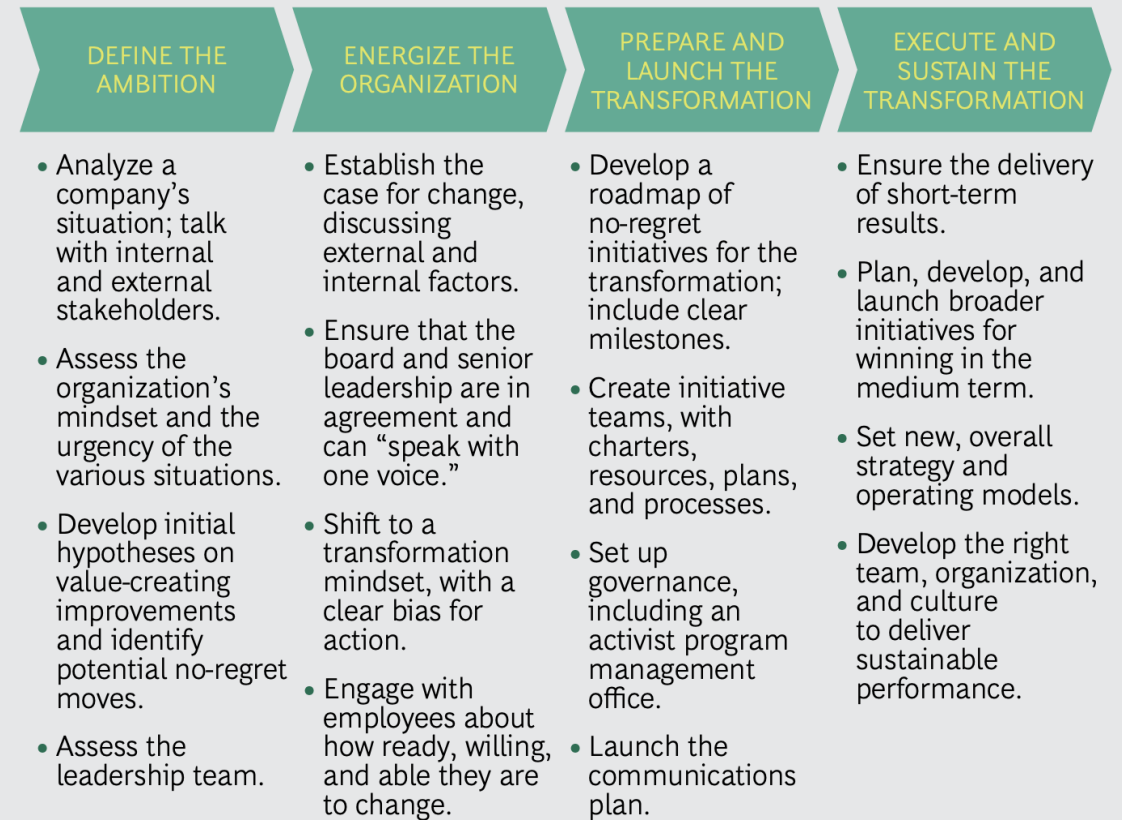 DEFINE THE
AMBITION
• Analyze a
company's
situation; talk
with internal
and external
stakeholders.
• Assess the
organization's
mindset and the
urgency of the
various situations.
• Develop initial
hypotheses on
value-creating
improvements
and identify
potential no-regret
moves.
• Assess the
leadership team.
ENERGIZE THE
ORGANIZATION
• Establish the
case for change,
discussing
external and
internal factors.
• Ensure that the
board and senior
leadership are in
agreement and
can “speak with
one voice.”
• Shift to a
transformation
mindset, with a
clear bias for
action.
• Engage with
employees about
how ready, willing,
and able they are
to change.
PREPARE AND
LAUNCH THE
TRANSFORMATION
• Develop a
roadmap of
no-regret
initiatives for the
transformation;
include clear
milestones.
• Create initiative
teams, with
charters,
resources, plans,
and processes.
• Set up
governance,
including an
activist program
management
office.
• Launch the
communications
plan.
EXECUTE AND
SUSTAIN THE
TRANSFORMATION
• Ensure the delivery
of short-term
results.
• Plan, develop, and
launch broader
initiatives for
winning in the
medium term.
• Set new, overall
strategy and
operating models.
• Develop the right
team, organization,
and culture
to deliver
sustainable
performance.